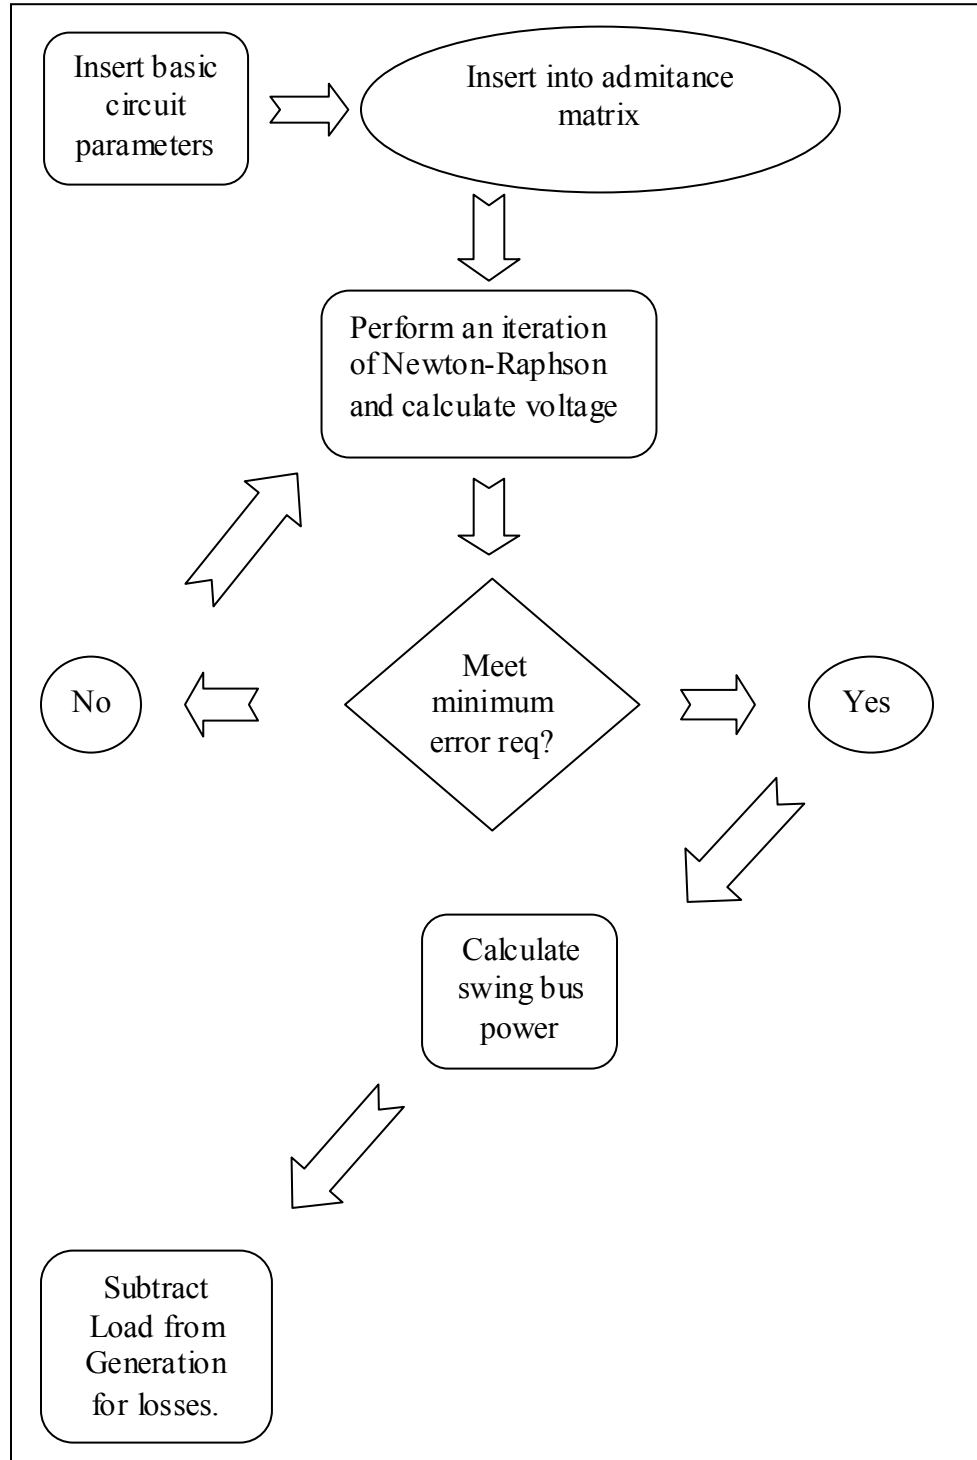 Insert basic
circuit
parameters
Insert into admitance
matrix
Perform an iteration
of Newton-Raphson
and calculate voltage
No
Meet
minimum
error req?
Yes
Calculate
swing bus
power
Subtract
Load from
Generation
for losses.